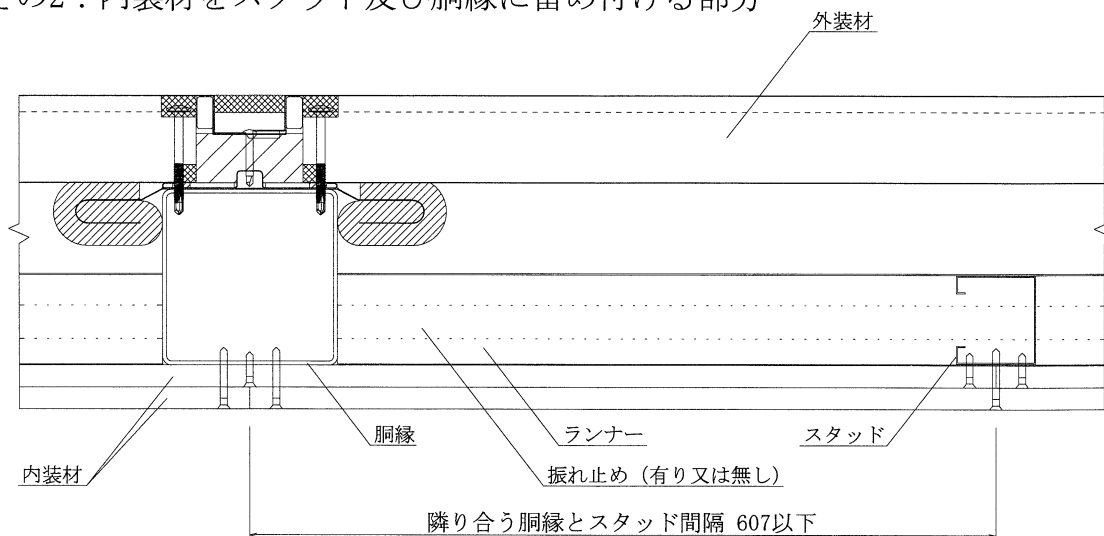 その2：内装材をスタッド及び胴縁に留め付ける部分
外装材
胴縁
ランナー
スタッド
内装材
振れ止め（有り又は無し）
隣り合う胴縁とスタッド間隔 607以下